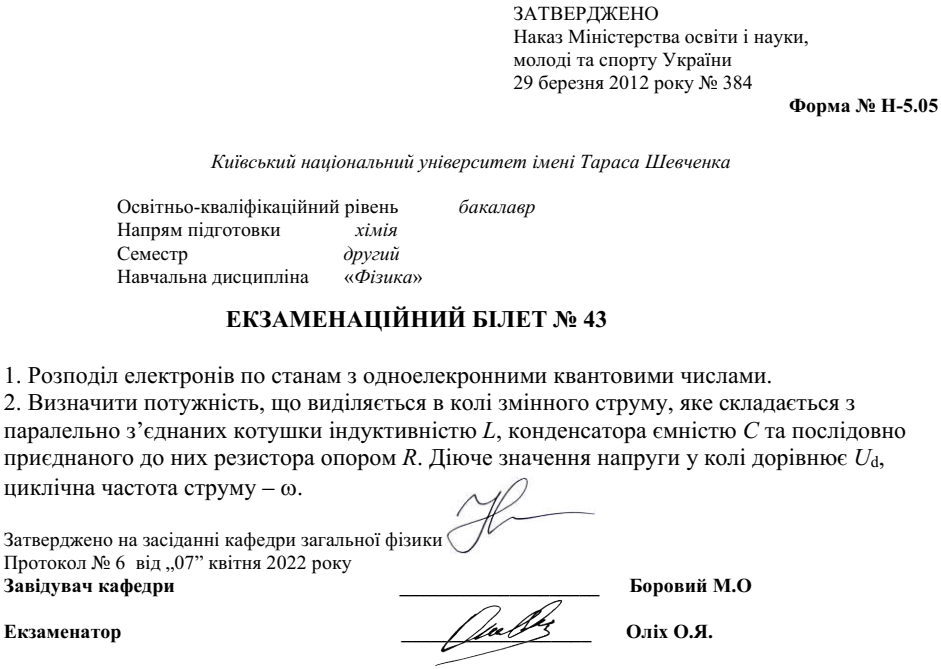 ЗАТВЕРДЖЕНО
Наказ Міністерства освіти і науки,
молоді та спорту України
29 березня 2012 року № 384
Форма № Н-5.05
Київський національний університет імені Тараса Шевченка
Освітньо-кваліфікаційний рівень бакалавр
Напрям підготовки хімія
Семестр другий
Навчальна дисципліна «Фізика»
ЕКЗАМЕНАЦІЙНИЙ БІЛЕТ № 43
1. Розподіл електронів по станам з одноелекронними квантовими числами.
2. Визначити потужність, що виділяється в колі змінного струму, яке складається з
паралельно з’єднаних котушки індуктивністю L, конденсатора ємністю C та послідовно
приєднаного до них резистора опором R. Діюче значення напруги у колі дорівнює Uд,
циклічна частота струму – ω.
Затверджено на засіданні кафедри загальної фізики
Протокол № 6 від „07” квітня 2022 року
Завідувач кафедри ____________________ Боровий М.О
Екзаменатор ____________________ Оліх О.Я.